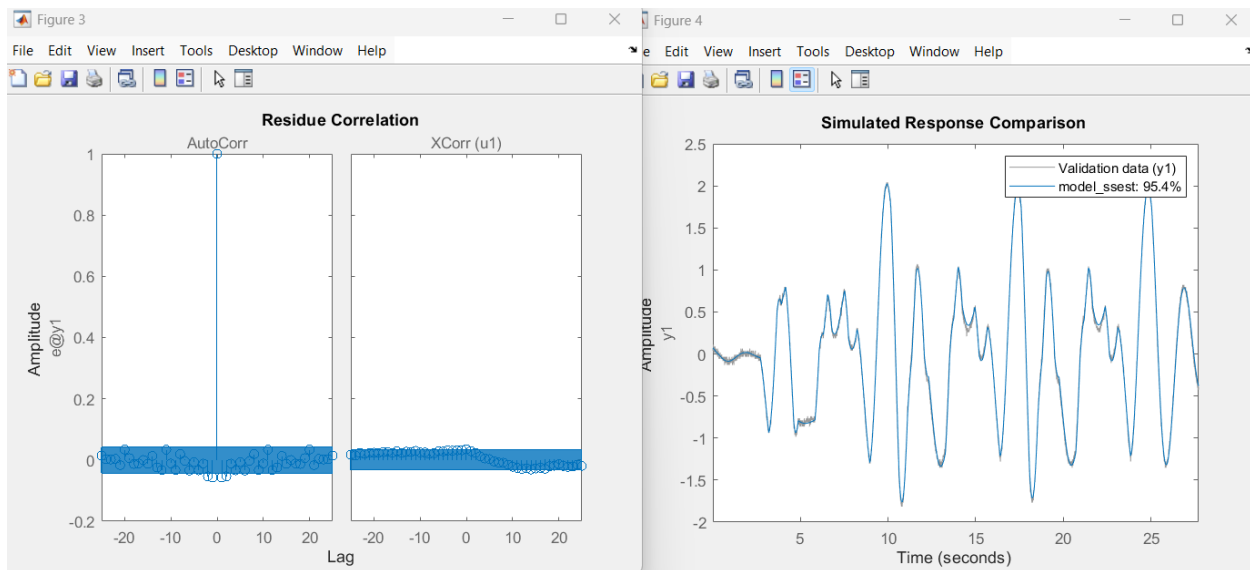 Figure 3
File Edit View Insert Tools Desktop Window Help
Residue Correlation
AutoCorr
XCorr (u1)
1
0.8
0.6
0.4
0.2
0
-0.2
Amplitude
e@y1
-20 -10 0 10 20
-20 -10 0 10 20
Lag
Figure 4
e Edit View Insert Tools Desktop Window Help
Simulated Response Comparison
2.5
2
1.5
1
0.5
0
-0.5
-1
-1.5
-2
Amplitude
y1
Validation data (y1)
model_ssest: 95.4%
5 10 15 20 25
Time (seconds)